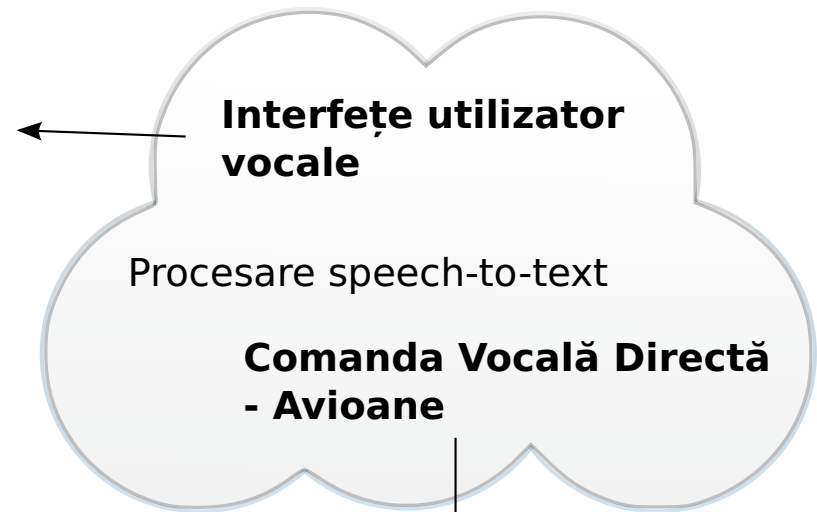 Interfețe utilizator
vocale
Procesare speech-to-text
Comanda Vocală Directă
- Avioane